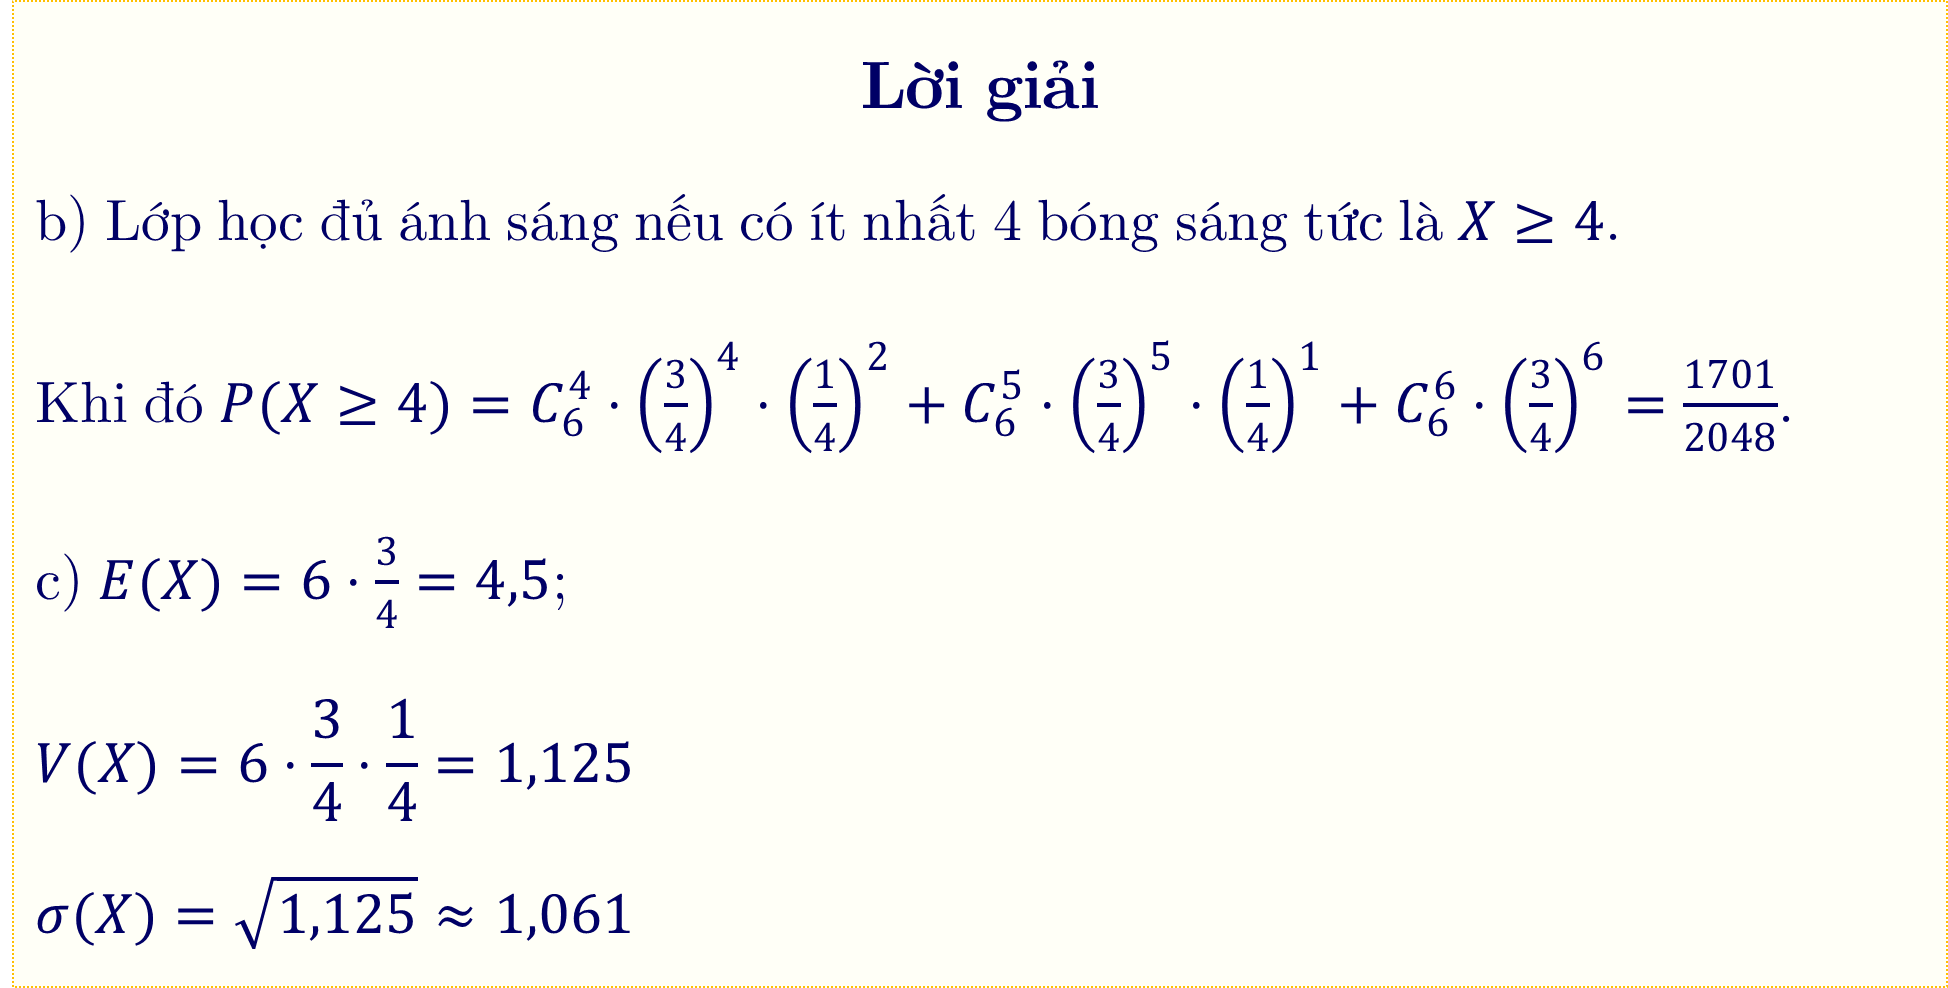 Lời giải
b) Lớp học đủ ánh sáng nếu có ít nhất 4 bóng sáng tức là X ≥ 4.
Khi đó P(X ≥ 4) = C_6^4 · (3/4)^4 · (1/4)^2 + C_6^5 · (3/4)^5 · (1/4)^1 + C_6^6 · (3/4)^6 = 1701/2048.
c) E(X) = 6 · 3/4 = 4,5;
V(X) = 6 · 3/4 · 1/4 = 1,125
σ(X) = √1,125 ≈ 1,061